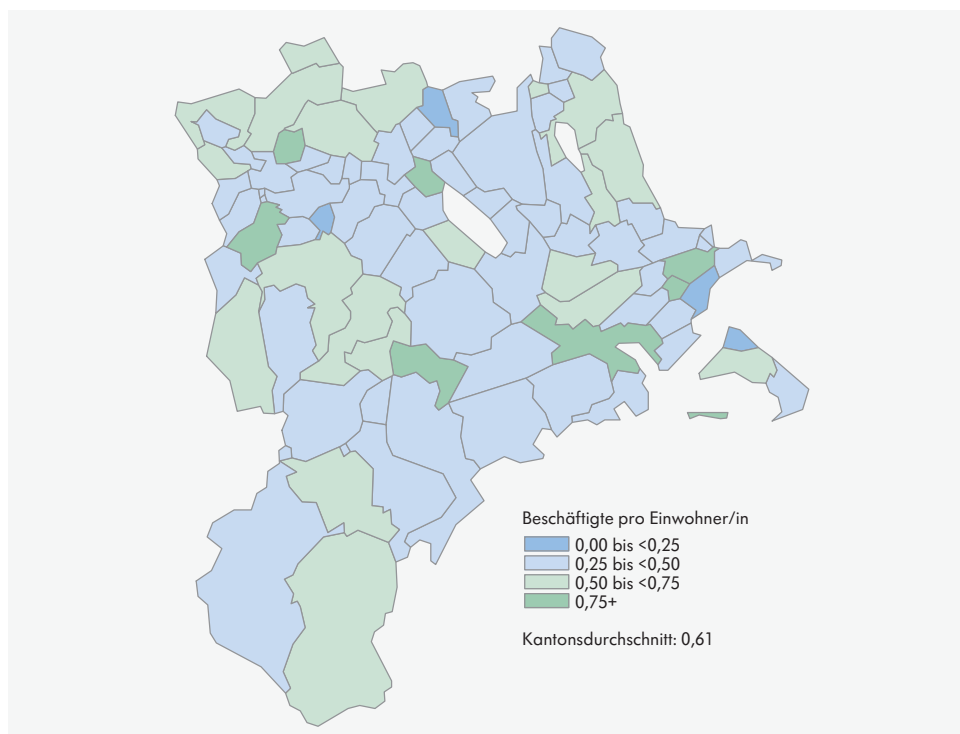 Beschäftigte pro Einwohner/in
0,00 bis <0,25
0,25 bis <0,50
0,50 bis <0,75
0,75+
Kantonsdurchschnitt: 0,61